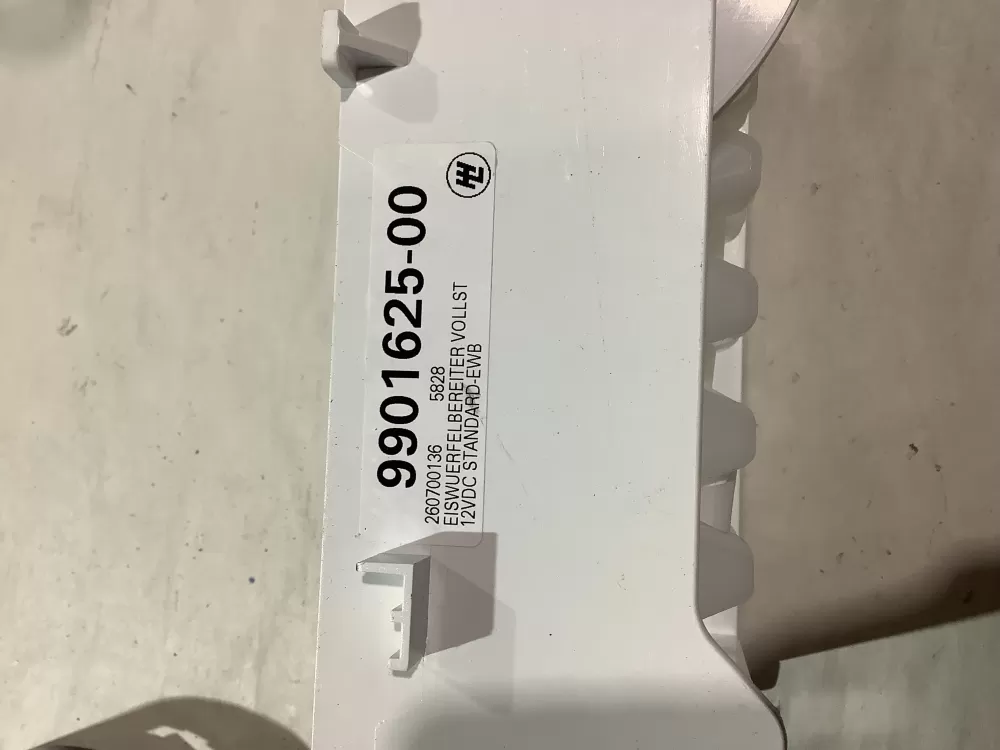 9901625-00
260700136 5828
EISWUERFELBEREITER VOLLST
12VDC STANDARD-EWB